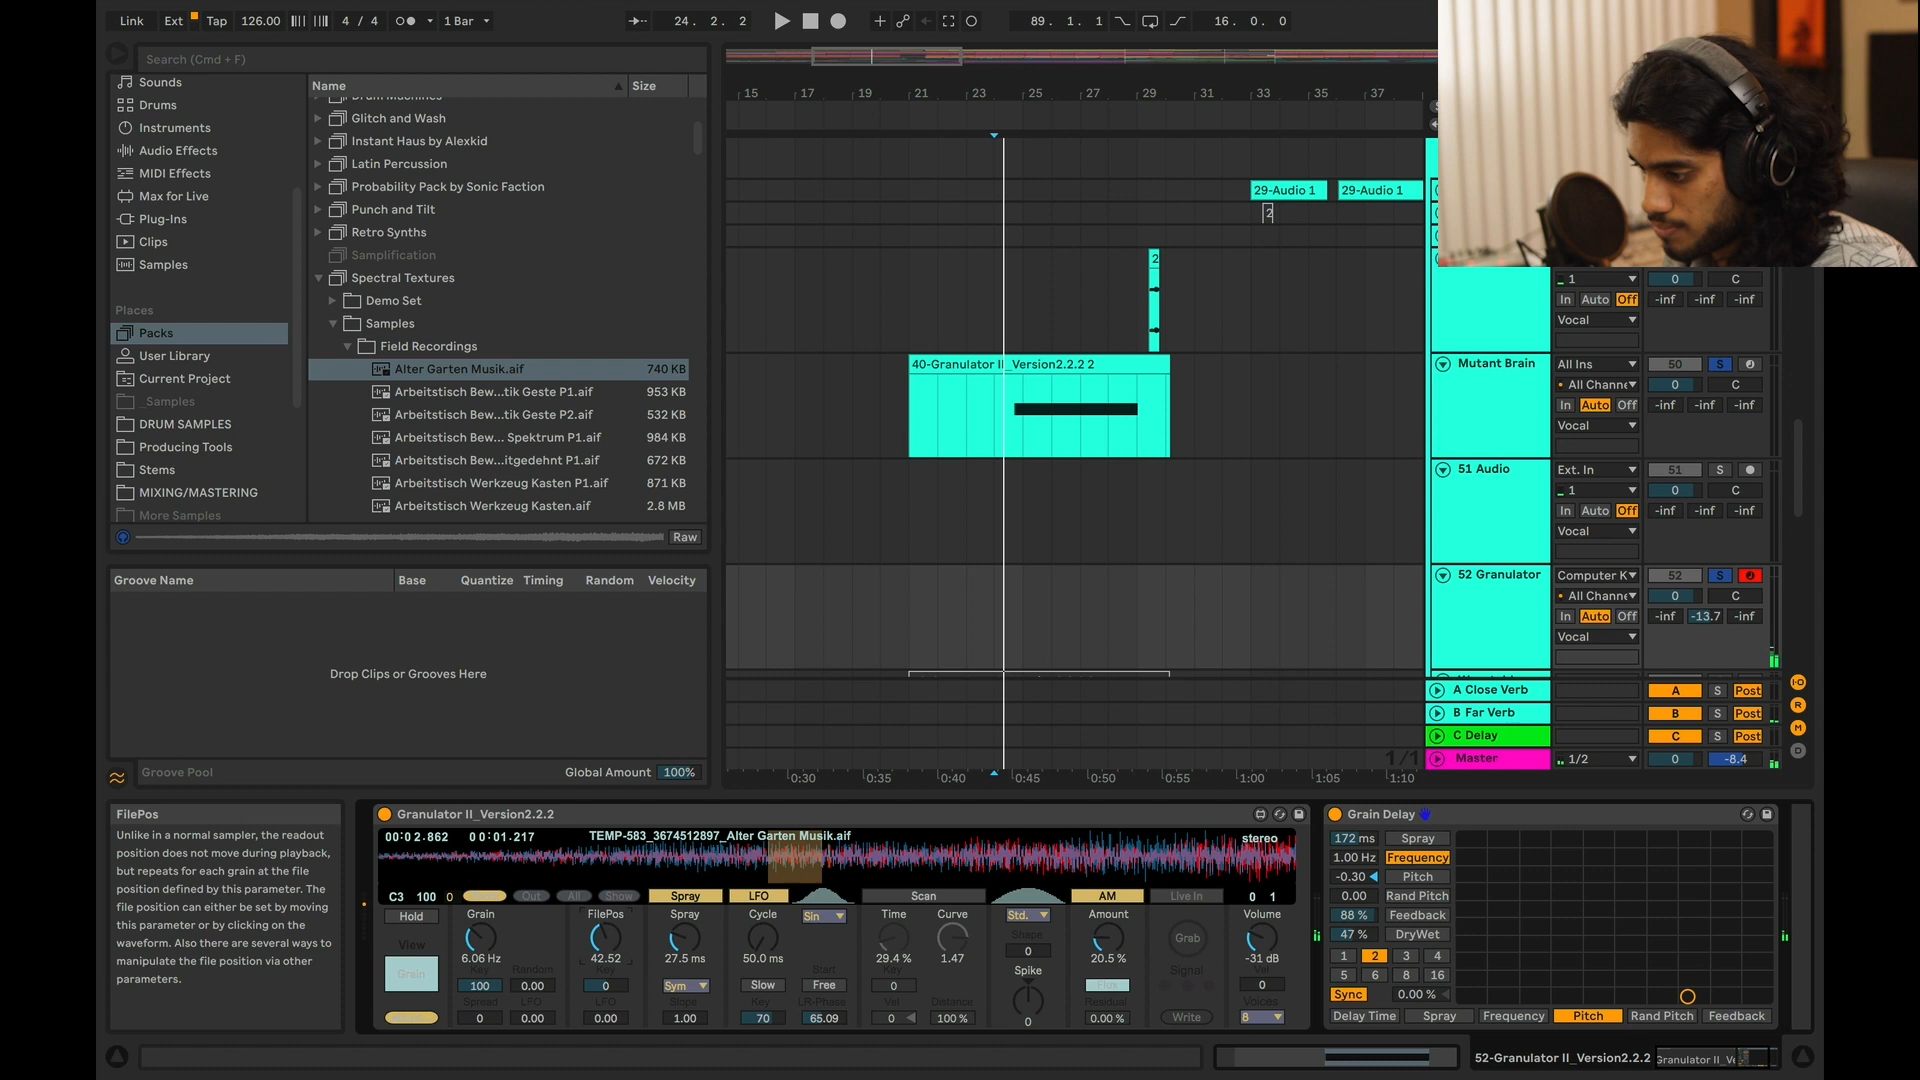 Link Ext Tap 126.00 4 / 4 1 Bar 24. 2. 2 89. 1. 1 16. 0. 0
Search (Cmd + F)
Sounds
Drums
Instruments
Audio Effects
MIDI Effects
Max for Live
Plug-Ins
Clips
Samples
Places
Packs
User Library
Current Project
_Samples
DRUM SAMPLES
Producing Tools
Stems
MIXING/MASTERING
More Samples
Name Size
Drum Machines
Glitch and Wash
Instant Haus by Alexkid
Latin Percussion
Probability Pack by Sonic Faction
Punch and Tilt
Retro Synths
Samplification
Spectral Textures
Demo Set
Samples
Field Recordings
Alter Garten Musik.aif 740 KB
Arbeitstisch Bew...tik Geste P1.aif 953 KB
Arbeitstisch Bew...tik Geste P2.aif 532 KB
Arbeitstisch Bew... Spektrum P1.aif 984 KB
Arbeitstisch Bew...itgedehnt P1.aif 672 KB
Arbeitstisch Werkzeug Kasten P1.aif 871 KB
Arbeitstisch Werkzeug Kasten.aif 2.8 MB
Raw
Groove Name Base Quantize Timing Random Velocity
Drop Clips or Grooves Here
Groove Pool Global Amount 100%
15 17 19 21 23 25 27 29 31 33 35 37
29-Audio 1 29-Audio 1
2
2
40-Granulator II_Version2.2.2 2
1/1
0:30 0:35 0:40 0:45 0:50 0:55 1:00 1:05 1:10
1 0 C
In Auto Off -inf -inf -inf
Vocal
Mutant Brain All Ins 50 S
All Channe 0 C
In Auto Off -inf -inf -inf
Vocal
51 Audio Ext. In 51 S
1 0 C
In Auto Off -inf -inf -inf
Vocal
52 Granulator Computer K 52 S
All Channe 0 C
In Auto Off -inf -13.7 -inf
Vocal
A Close Verb A S Post
B Far Verb B S Post
C Delay C S Post
Master 1/2 0 -8.4
I·O
R
M
D
FilePos
Unlike in a normal sampler, the readout
position does not move during playback,
but repeats for each grain at the file
position defined by this parameter. The
file position can either be set by moving
this parameter or by clicking on the
waveform. Also there are several ways to
manipulate the file position via other
parameters.
Granulator II_Version2.2.2
00:02.862 00:01.217 TEMP-583_3674512897_Alter Garten Musik.aif stereo
C3 100 0 Out All Show Spray LFO Scan AM Live In 0 1
Hold Grain FilePos Spray Cycle Sin Time Curve Std. Amount Volume
View Shape Grab
6.06 Hz 42.52 27.5 ms 50.0 ms 29.4 % 1.47 0 20.5 % -31 dB
Grain Key Random Key Start Key Spike Signal Vel
100 0.00 0 Sym Slow Free 0 Flux 0
Spread LFO LFO Slope Key LR-Phase Vel Distance Residual Voices
0 0.00 0.00 1.00 70 65.09 0 100 % 0 0.00 % Write 8
Grain Delay
172 ms Spray
1.00 Hz Frequency
-0.30 Pitch
0.00 Rand Pitch
88 % Feedback
47 % DryWet
1 2 3 4
5 6 8 16
Sync 0.00 %
Delay Time Spray Frequency Pitch Rand Pitch Feedback
52-Granulator II_Version2.2.2